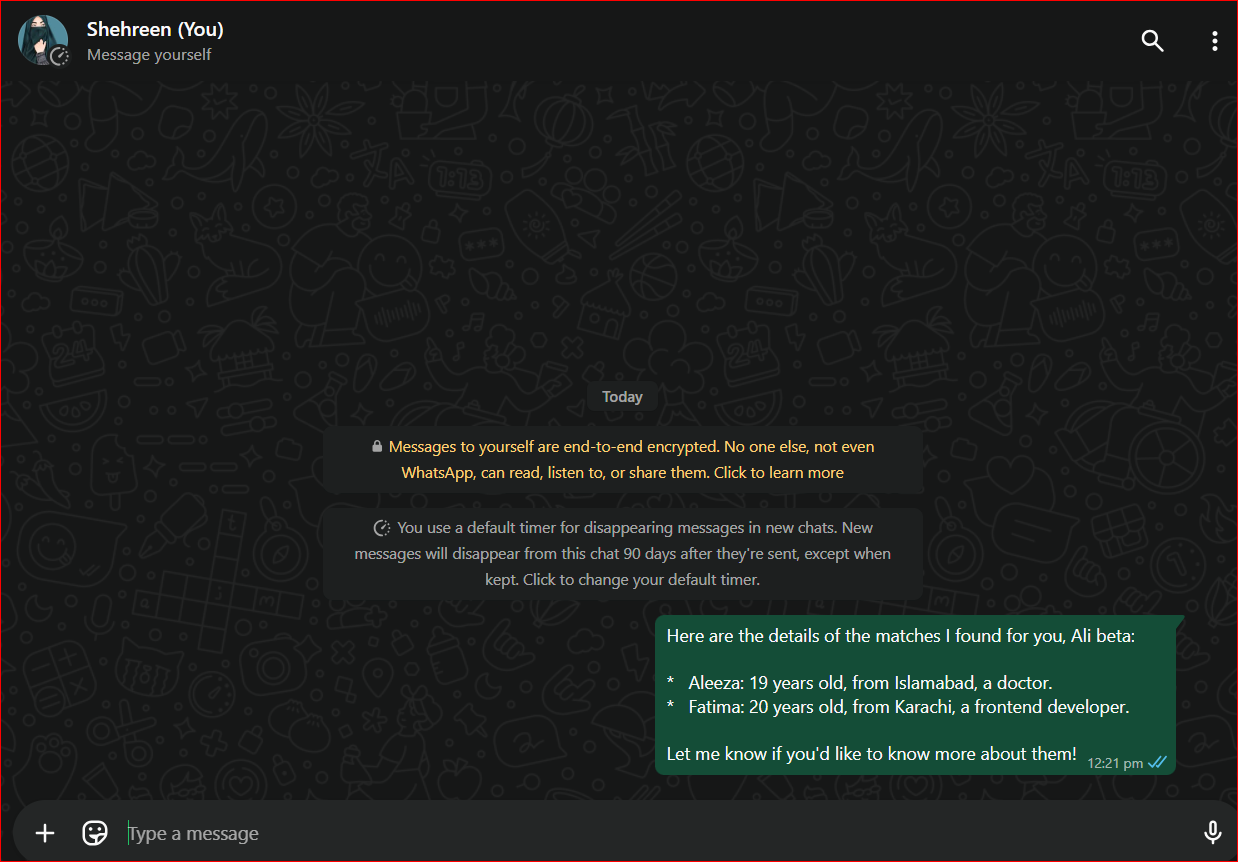 Shehreen (You)
Message yourself
Today
Messages to yourself are end-to-end encrypted. No one else, not even
WhatsApp, can read, listen to, or share them. Click to learn more
You use a default timer for disappearing messages in new chats. New
messages will disappear from this chat 90 days after they're sent, except when
kept. Click to change your default timer.
Here are the details of the matches I found for you, Ali beta:
* Aleeza: 19 years old, from Islamabad, a doctor.
* Fatima: 20 years old, from Karachi, a frontend developer.
Let me know if you'd like to know more about them!
12:21 pm
Type a message